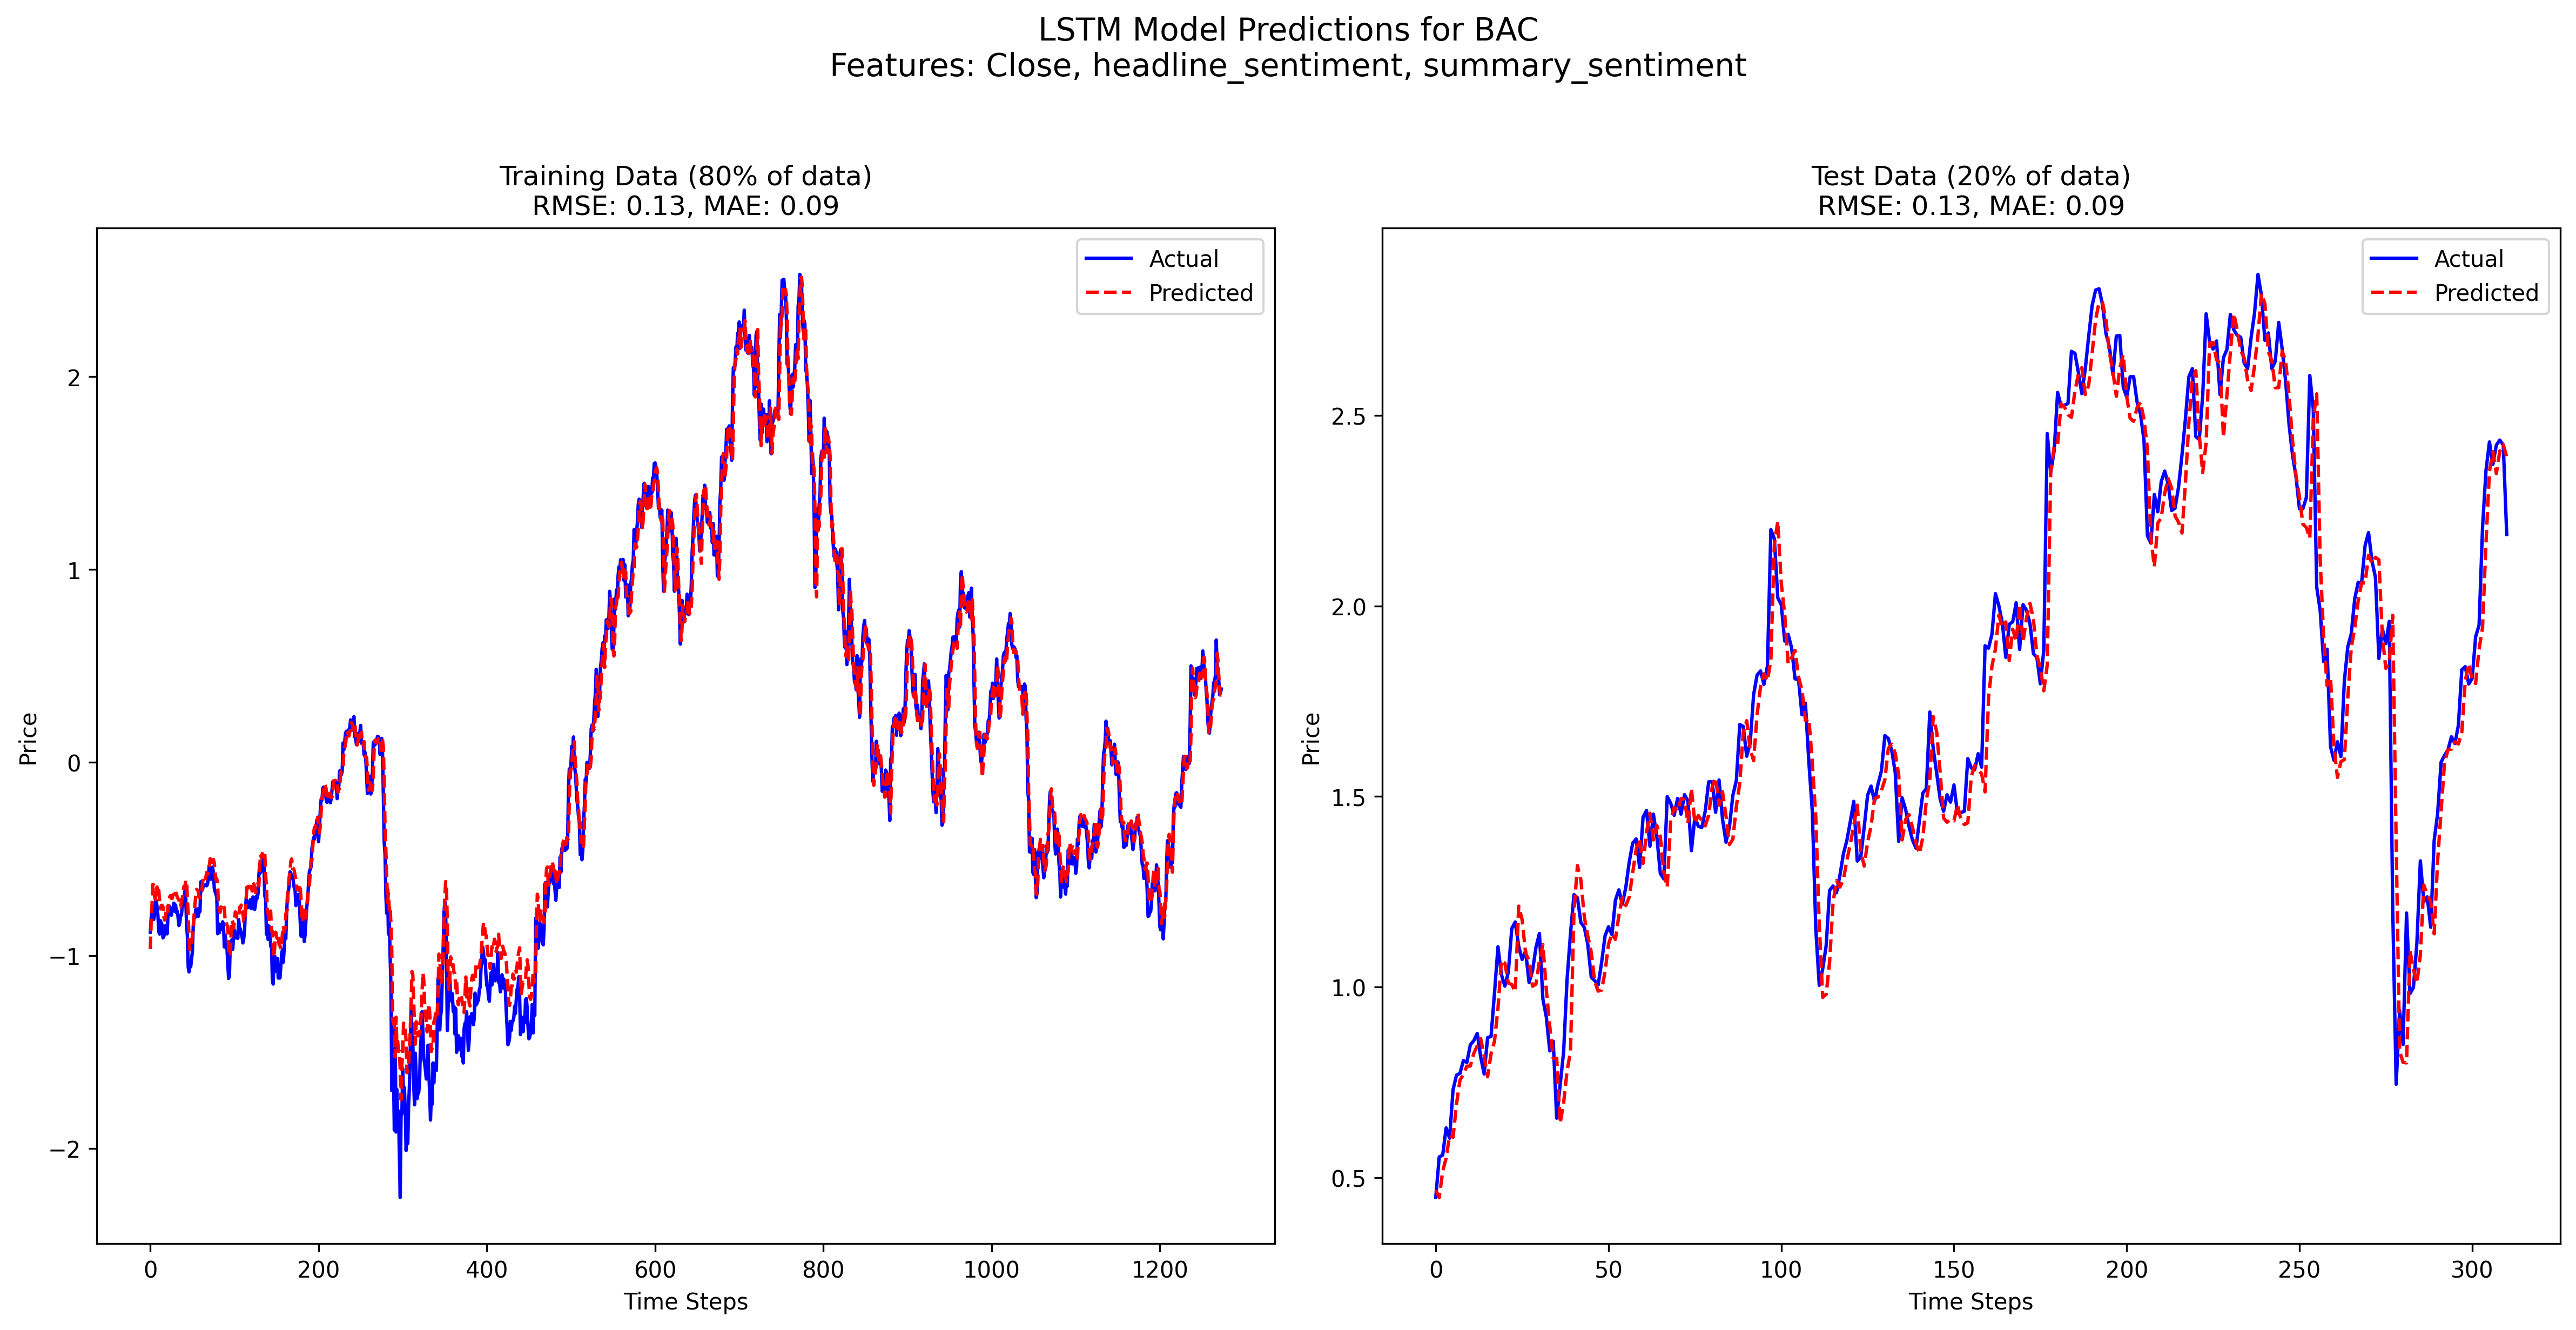 LSTM Model Predictions for BAC
Features: Close, headline_sentiment, summary_sentiment
Training Data (80% of data)
RMSE: 0.13, MAE: 0.09
Actual
Predicted
Price
2
1
0
−1
−2
0
200
400
600
800
1000
1200
Time Steps
Test Data (20% of data)
RMSE: 0.13, MAE: 0.09
Actual
Predicted
Price
2.5
2.0
1.5
1.0
0.5
0
50
100
150
200
250
300
Time Steps